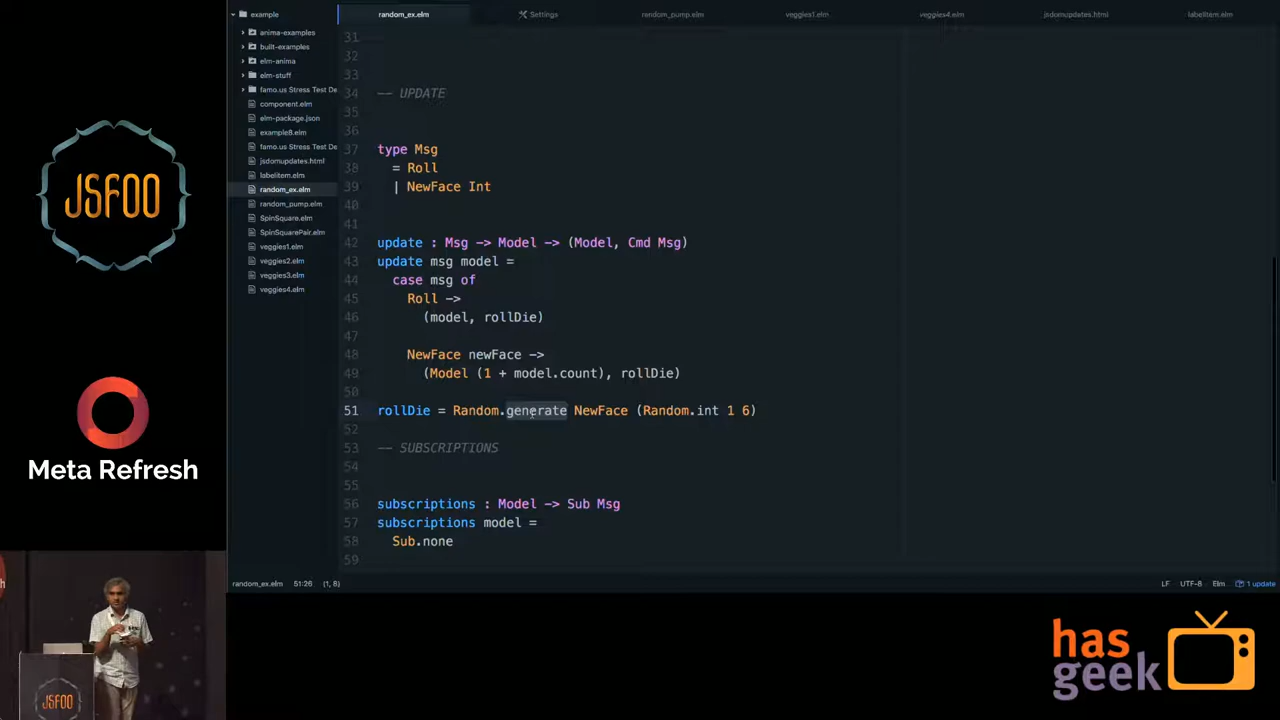 example
anima-examples
built-examples
elm-anima
elm-stuff
famo.us Stress Test De
component.elm
elm-package.json
example8.elm
famo.us Stress Test De
jsdomupdates.html
labelitem.elm
random_ex.elm
random_pump.elm
SpinSquare.elm
SpinSquarePair.elm
veggies1.elm
veggies2.elm
veggies3.elm
veggies4.elm
random_ex.elm
Settings
random_pump.elm
veggies1.elm
veggies4.elm
jsdomupdates.html
labelitem.elm
31
32
33
34 -- UPDATE
35
36
37 type Msg
38 = Roll
39 | NewFace Int
40
41
42 update : Msg -> Model -> (Model, Cmd Msg)
43 update msg model =
44 case msg of
45 Roll ->
46 (model, rollDie)
47
48 NewFace newFace ->
49 (Model (1 + model.count), rollDie)
50
51 rollDie = Random.generate NewFace (Random.int 1 6)
52
53 -- SUBSCRIPTIONS
54
55
56 subscriptions : Model -> Sub Msg
57 subscriptions model =
58 Sub.none
59
random_ex.elm 51:26 (1, 8)
LF UTF-8 Elm 1 update
JSFOO
Meta Refresh
JSFOO
has
geek